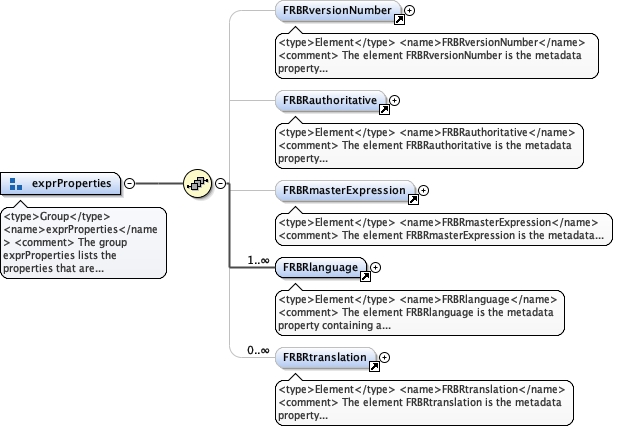 FRBRversionNumber
<type>Element</type> <name>FRBRversionNumber</name>
<comment> The element FRBRversionNumber is the metadata
property...
FRBRauthoritative
<type>Element</type> <name>FRBRauthoritative</name>
<comment> The element FRBRauthoritative is the metadata
property...
exprProperties
<type>Group</type>
<name>exprProperties</name
> <comment> The group
exprProperties lists the
properties that are...
FRBRmasterExpression
<type>Element</type> <name>FRBRmasterExpression</name>
<comment> The element FRBRmasterExpression is the metadata...
1..∞
FRBRlanguage
<type>Element</type> <name>FRBRlanguage</name>
<comment> The element FRBRlanguage is the metadata
property containing a...
0..∞
FRBRtranslation
<type>Element</type> <name>FRBRtranslation</name>
<comment> The element FRBRtranslation is the metadata
property...